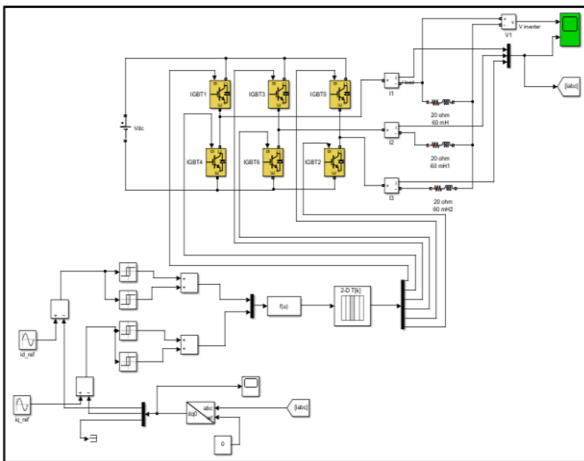 V1
V inverter
I1
[Iabc]
IGBT1
IGBT3
IGBT5
20 ohm
60 mH
Vdc
I2
IGBT4
IGBT6
IGBT2
20 ohm
60 mH1
I3
20 ohm
60 mH2
2-D T[k]
f(u)
id_ref
iq_ref
abc
dq0
[Iabc]
0